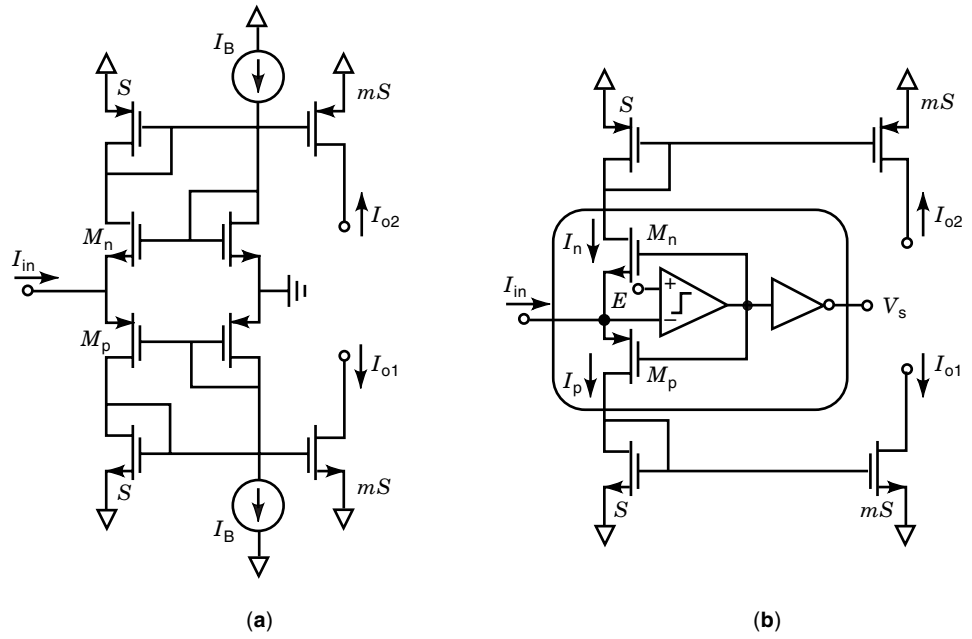 I_B
S
mS
I_o2
M_n
I_in
M_p
I_o1
S
I_B
mS
(a)
S
mS
I_o2
I_n
M_n
I_in
E
+
−
V_s
I_p
M_p
I_o1
S
mS
(b)